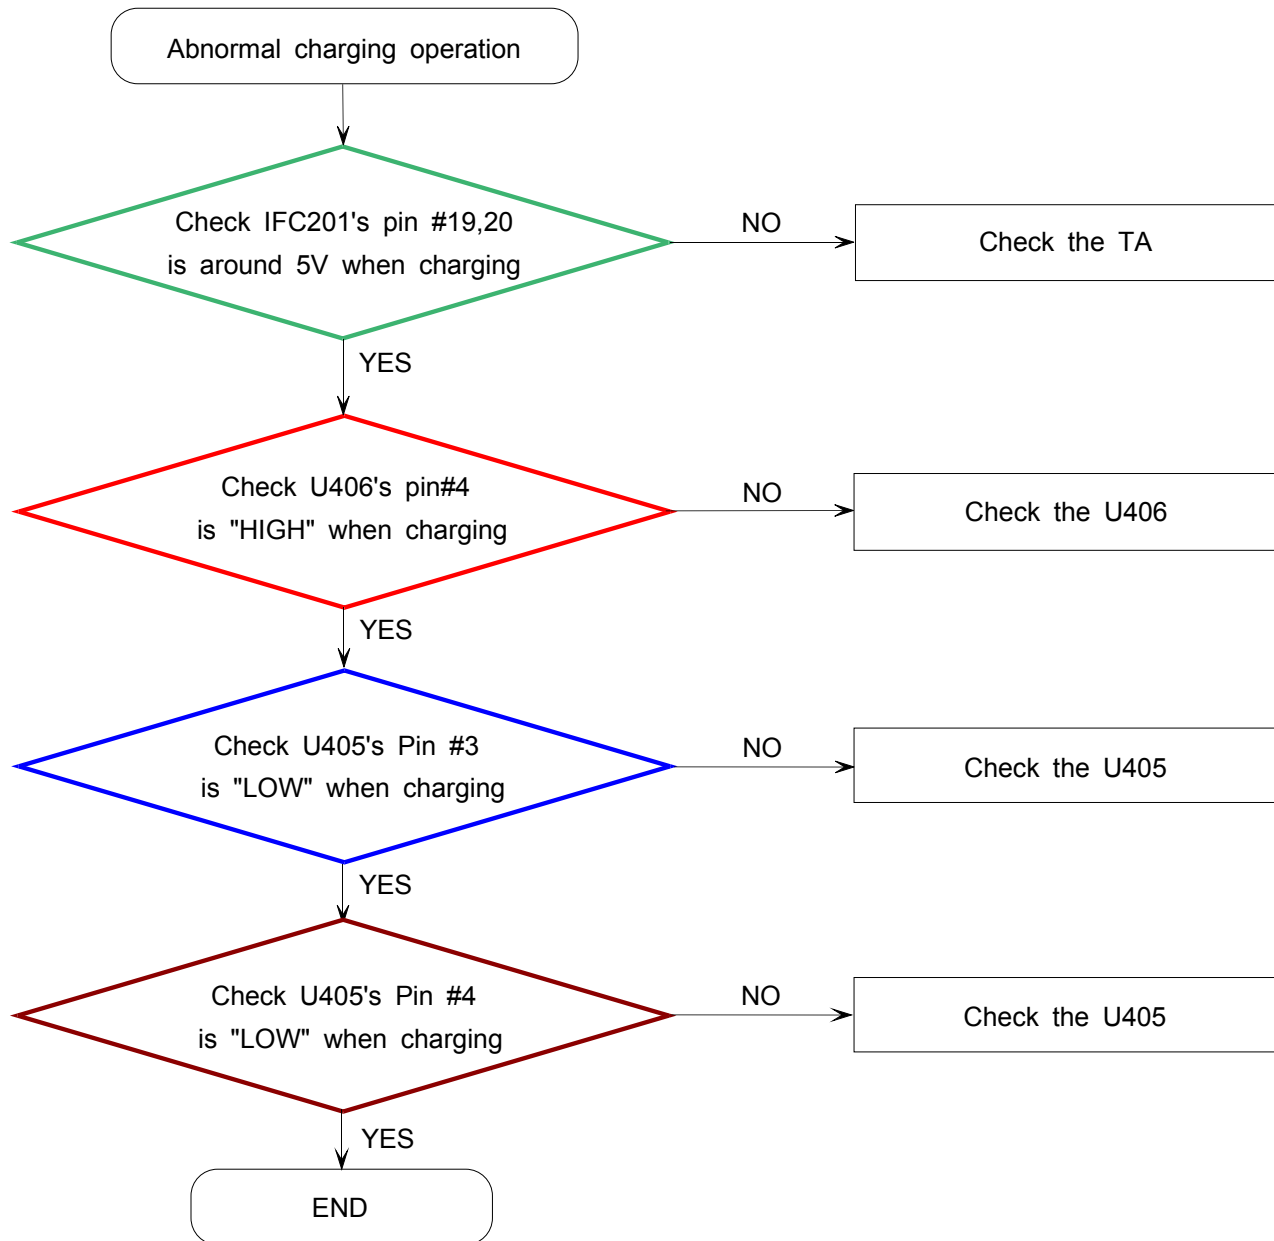 Abnormal charging operation
Check IFC201's pin #19,20
is around 5V when charging
NO
Check the TA
YES
Check U406's pin#4
is "HIGH" when charging
NO
Check the U406
YES
Check U405's Pin #3
is "LOW" when charging
NO
Check the U405
YES
Check U405's Pin #4
is "LOW" when charging
NO
Check the U405
YES
END